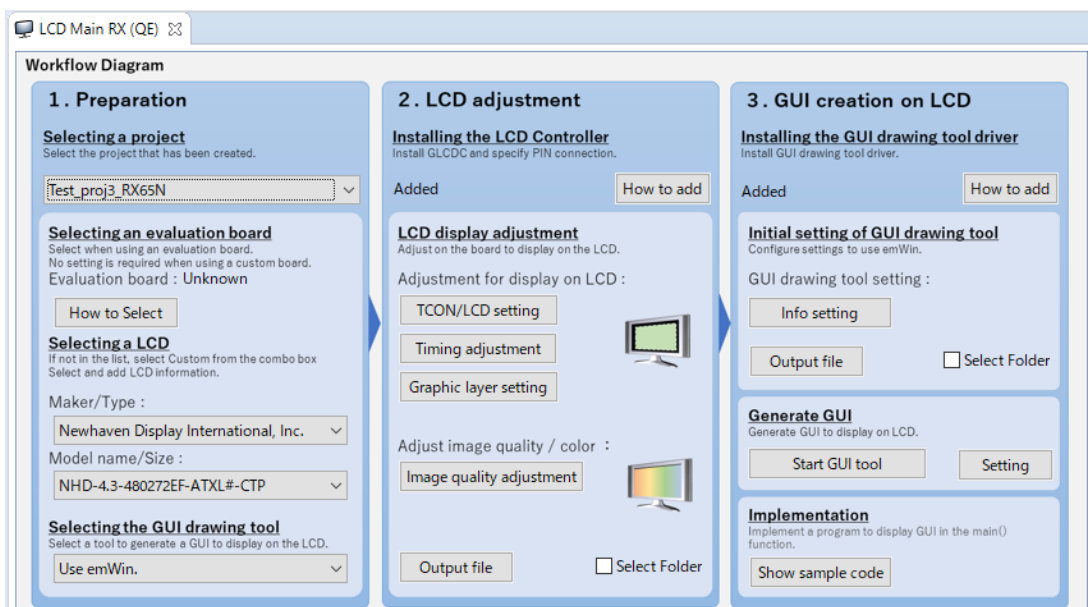 LCD Main RX (QE)
Workflow Diagram
1. Preparation
Selecting a project
Select the project that has been created.
Test_proj3_RX65N
Selecting an evaluation board
Select when using an evaluation board.
No setting is required when using a custom board.
Evaluation board : Unknown
How to Select
Selecting a LCD
If not in the list, select Custom from the combo box
Select and add LCD information.
Maker/Type :
Newhaven Display International, Inc.
Model name/Size :
NHD-4.3-480272EF-ATXL#-CTP
Selecting the GUI drawing tool
Select a tool to generate a GUI to display on the LCD.
Use emWin.
2. LCD adjustment
Installing the LCD Controller
Install GLCDC and specify PIN connection.
Added How to add
LCD display adjustment
Adjust on the board to display on the LCD.
Adjustment for display on LCD :
TCON/LCD setting
Timing adjustment
Graphic layer setting
Adjust image quality / color :
Image quality adjustment
Output file Select Folder
3. GUI creation on LCD
Installing the GUI drawing tool driver
Install GUI drawing tool driver.
Added How to add
Initial setting of GUI drawing tool
Configure settings to use emWin.
GUI drawing tool setting :
Info setting
Output file Select Folder
Generate GUI
Generate GUI to display on LCD.
Start GUI tool Setting
Implementation
Implement a program to display GUI in the main()
function.
Show sample code